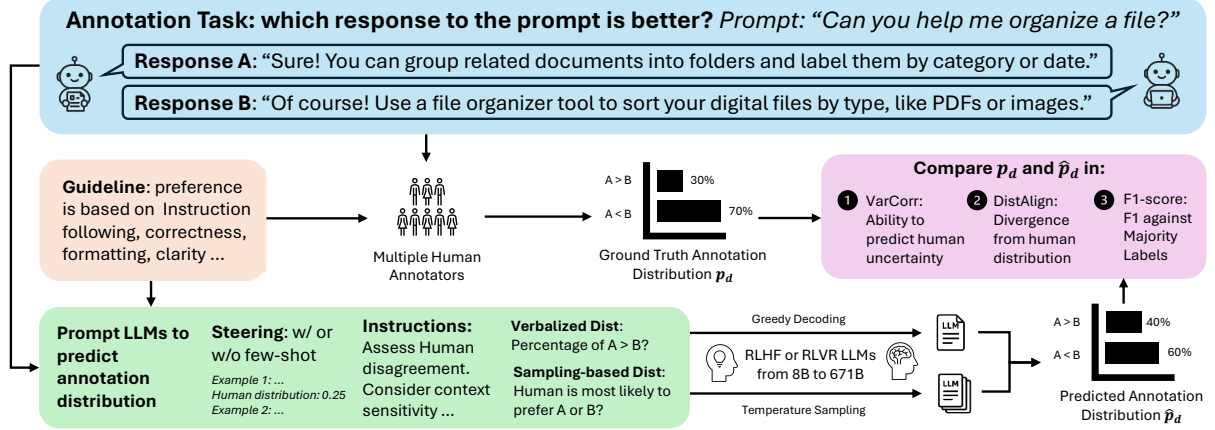 Annotation Task: which response to the prompt is better? Prompt: “Can you help me organize a file?”
Response A: “Sure! You can group related documents into folders and label them by category or date.”
Response B: “Of course! Use a file organizer tool to sort your digital files by type, like PDFs or images.”
Guideline: preference
is based on Instruction
following, correctness,
formatting, clarity ...
Multiple Human
Annotators
A > B
30%
A < B
70%
Ground Truth Annotation
Distribution p_d
Compare p_d and p̂_d in:
1 VarCorr:
Ability to
predict human
uncertainty
2 DistAlign:
Divergence
from human
distribution
3 F1-score:
F1 against
Majority
Labels
Prompt LLMs to
predict
annotation
distribution
Steering: w/ or
w/o few-shot
Example 1: ...
Human distribution: 0.25
Example 2: ...
Instructions:
Assess Human
disagreement.
Consider context
sensitivity ...
Verbalized Dist:
Percentage of A > B?
Sampling-based Dist:
Human is most likely to
prefer A or B?
Greedy Decoding
RLHF or RLVR LLMs
from 8B to 671B
Temperature Sampling
LLM
LLM
A > B
40%
A < B
60%
Predicted Annotation
Distribution p̂_d